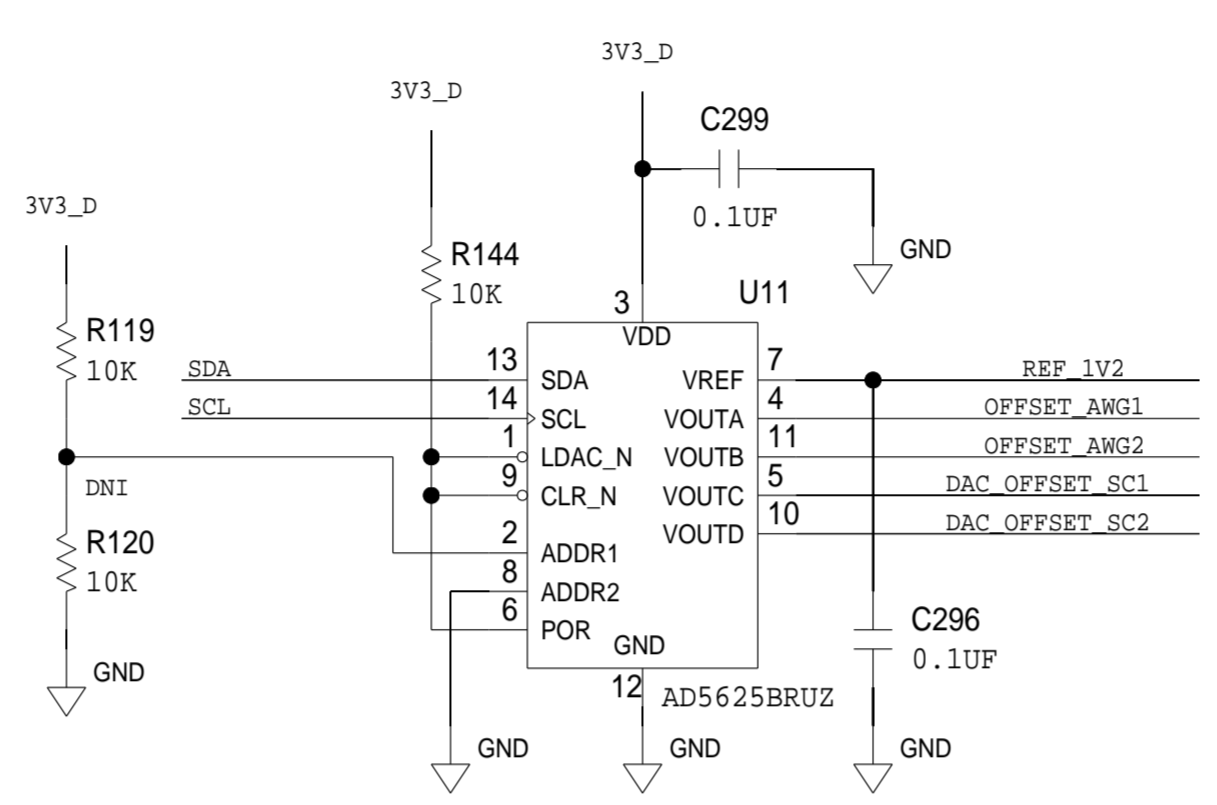 3V3_D
3V3_D
C299
3V3_D
0.1UF
GND
R144
10K
U11
3
VDD
R119
10K
SDA
13
SDA
VREF
7
REF_1V2
SCL
14
SCL
VOUTA
4
OFFSET_AWG1
1
LDAC_N
VOUTB
11
OFFSET_AWG2
DNI
9
CLR_N
VOUTC
5
DAC_OFFSET_SC1
VOUTD
10
DAC_OFFSET_SC2
R120
10K
2
ADDR1
8
ADDR2
6
POR
GND
C296
0.1UF
GND
12
AD5625BRUZ
GND
GND
GND